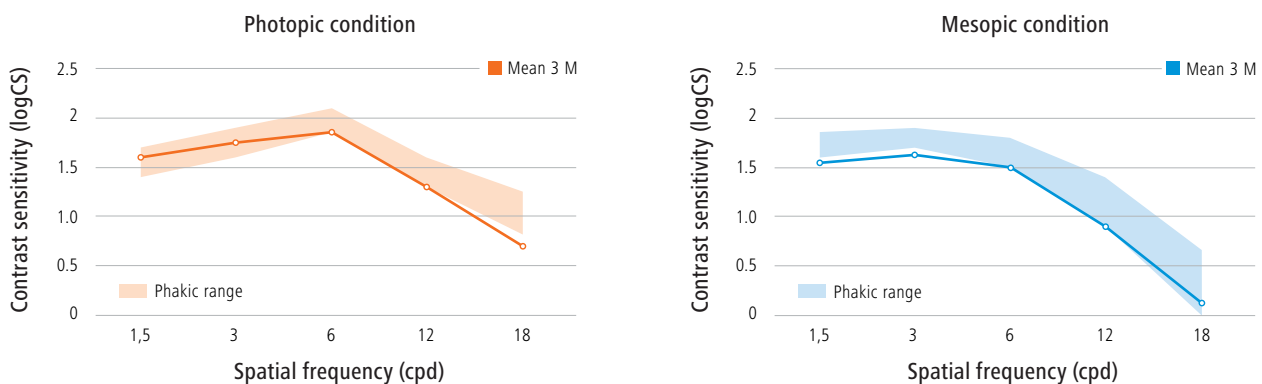 Photopic condition
Contrast sensitivity (logCS)
2.5
2
1.5
1.0
0.5
0
Mean 3 M
Phakic range
1,5 3 6 12 18
Spatial frequency (cpd)
Mesopic condition
Contrast sensitivity (logCS)
2.5
2
1.5
1.0
0.5
0
Mean 3 M
Phakic range
1,5 3 6 12 18
Spatial frequency (cpd)